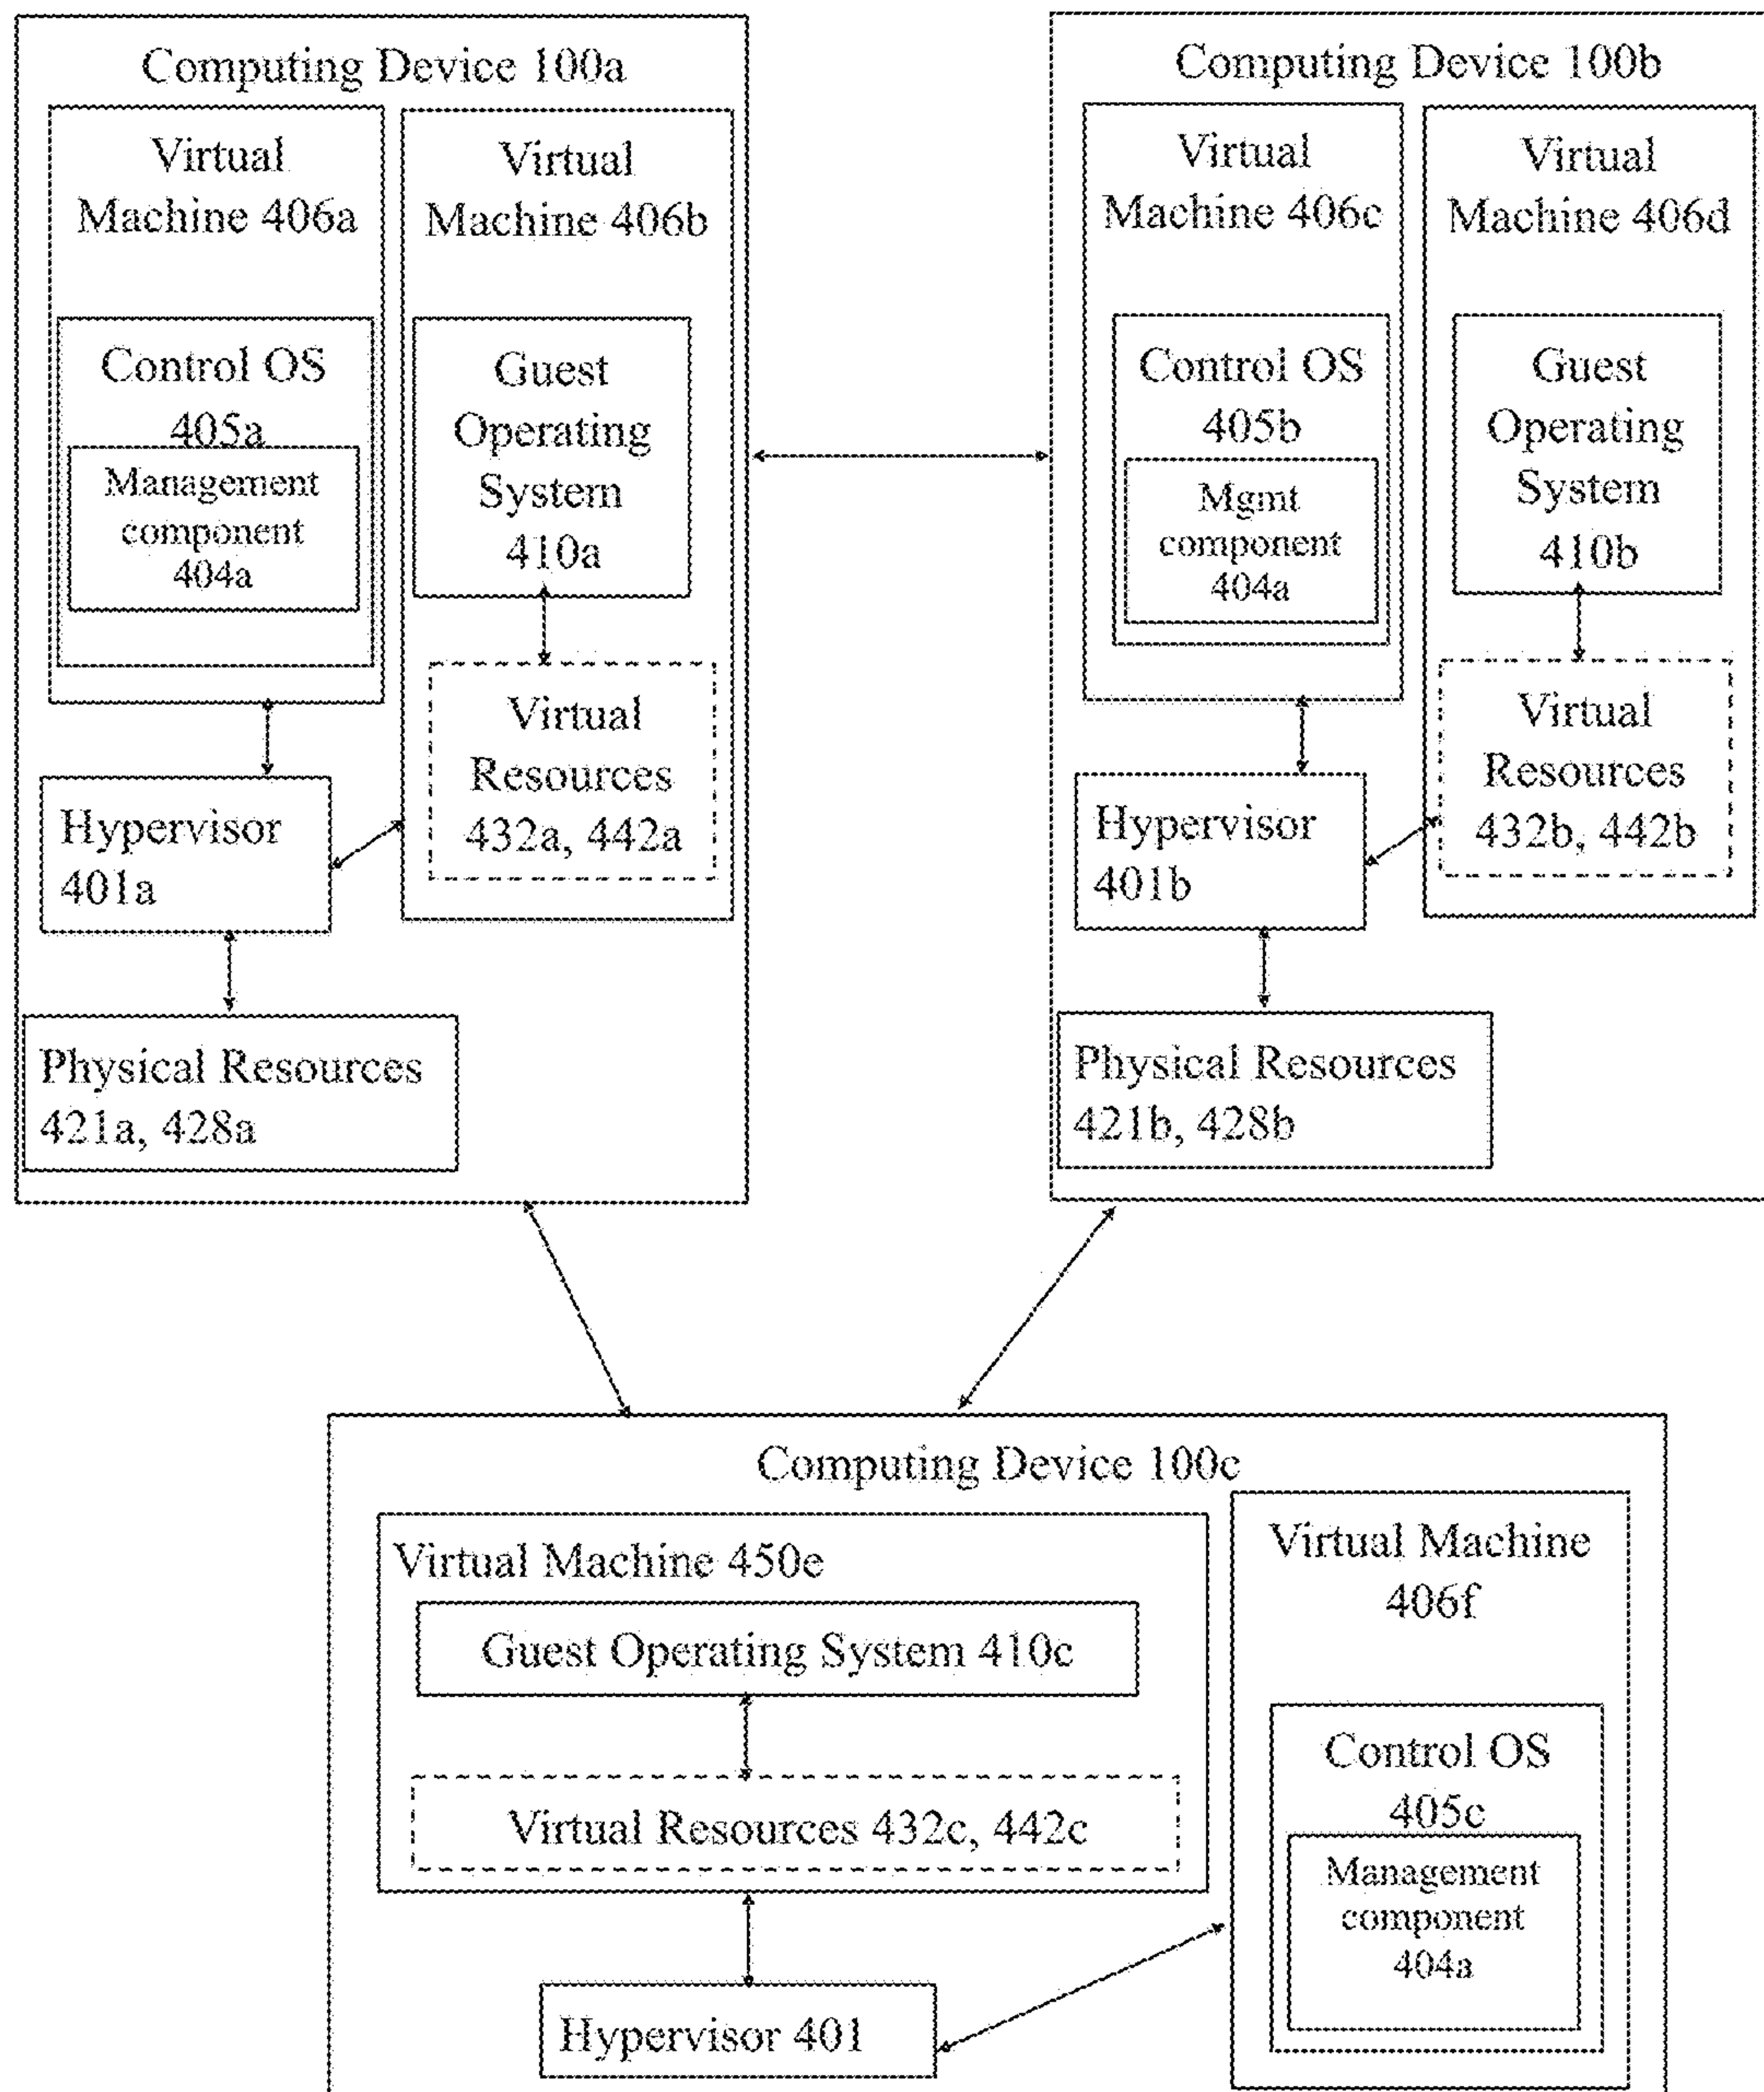 Computing Device 100a
Virtual
Machine 406a
Control OS
405a
Management
component
404a
Virtual
Machine 406b
Guest
Operating
System
410a
Virtual
Resources
432a, 442a
Hypervisor
401a
Physical Resources
421a, 428a
Computing Device 100b
Virtual
Machine 406c
Control OS
405b
Mgmt
component
404a
Virtual
Machine 406d
Guest
Operating
System
410b
Virtual
Resources
432b, 442b
Hypervisor
401b
Physical Resources
421b, 428b
Computing Device 100c
Virtual Machine 450e
Guest Operating System 410c
Virtual Resources 432c, 442c
Hypervisor 401
Virtual Machine
406f
Control OS
405c
Management
component
404a